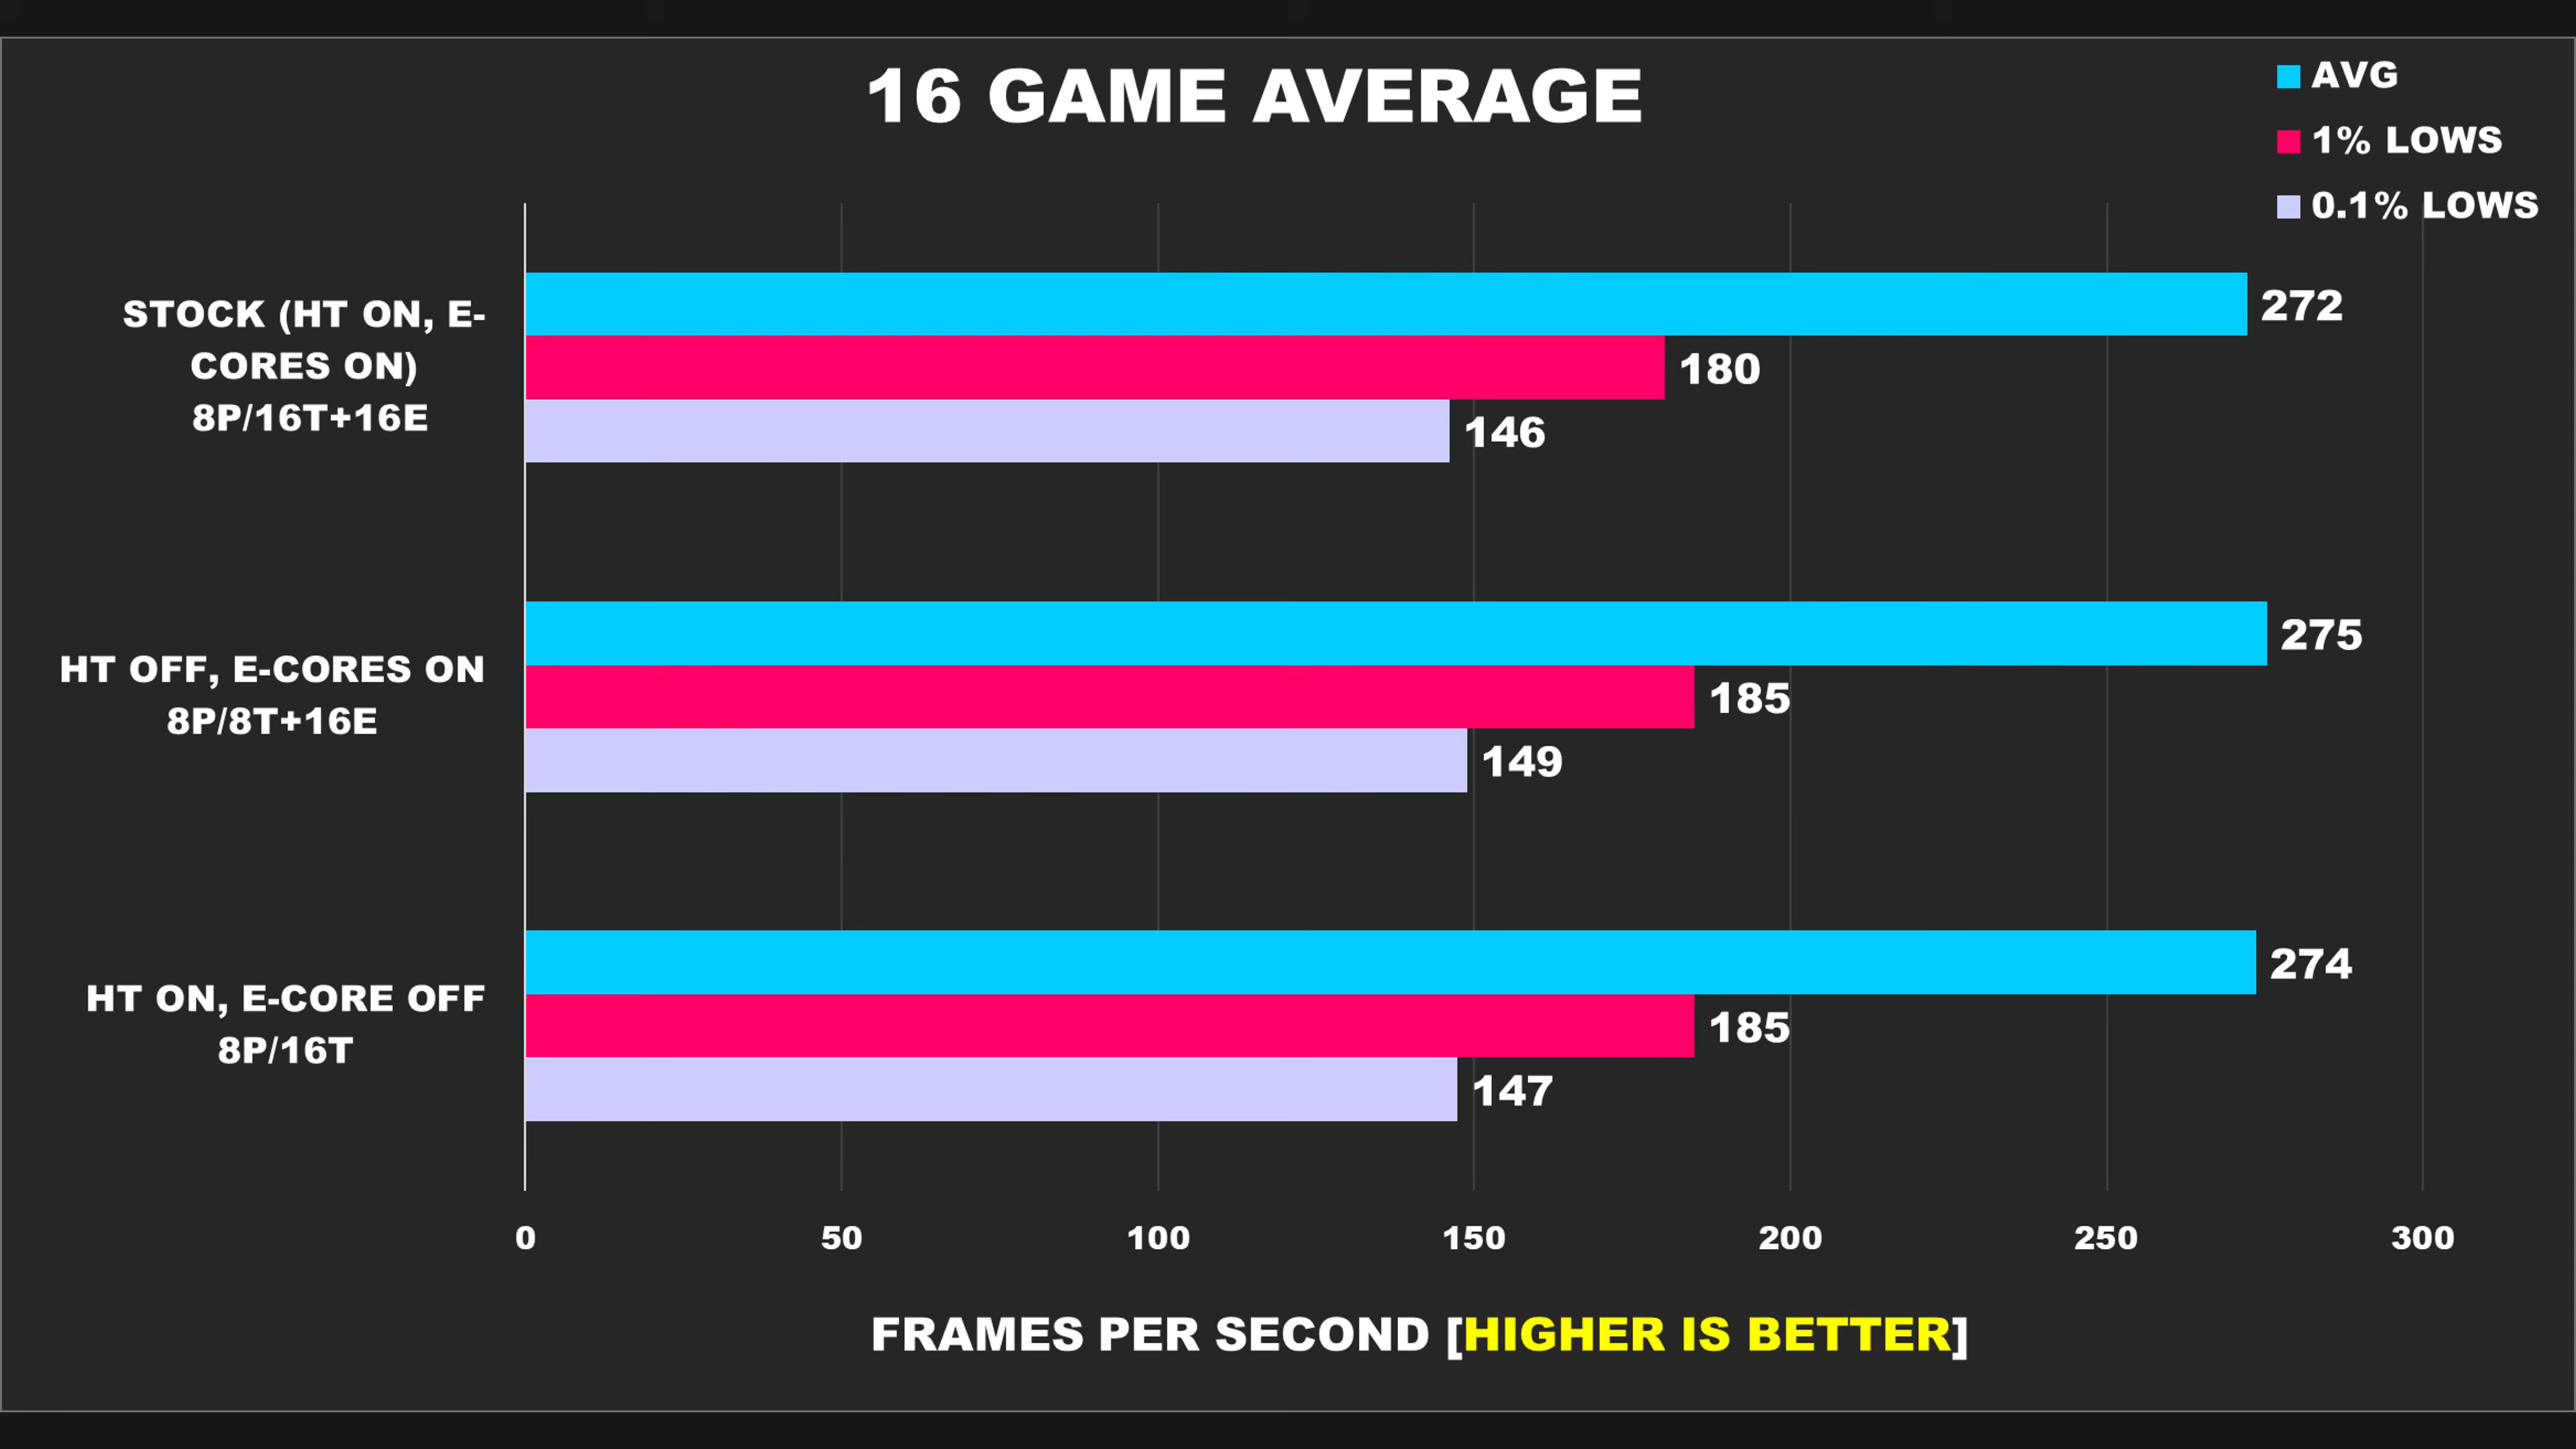 16 GAME AVERAGE
AVG
1% LOWS
0.1% LOWS
STOCK (HT ON, E-
CORES ON)
8P/16T+16E
272
180
146
HT OFF, E-CORES ON
8P/8T+16E
275
185
149
HT ON, E-CORE OFF
8P/16T
274
185
147
0 50 100 150 200 250 300
FRAMES PER SECOND [HIGHER IS BETTER]